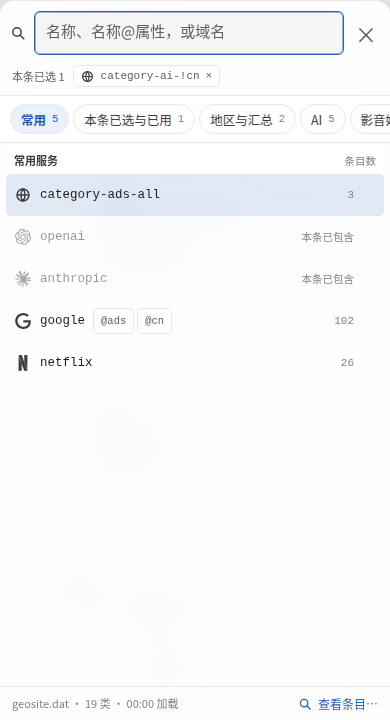 名称、名称@属性，或域名
本条已选 1 category-ai-!cn ×
常用 5 本条已选与已用 1 地区与汇总 2 AI 5 影音
常用服务 条目数
category-ads-all 3
openai 本条已包含
anthropic 本条已包含
google @ads @cn 102
netflix 26
geosite.dat · 19 类 · 00:00 加载 查看条目…